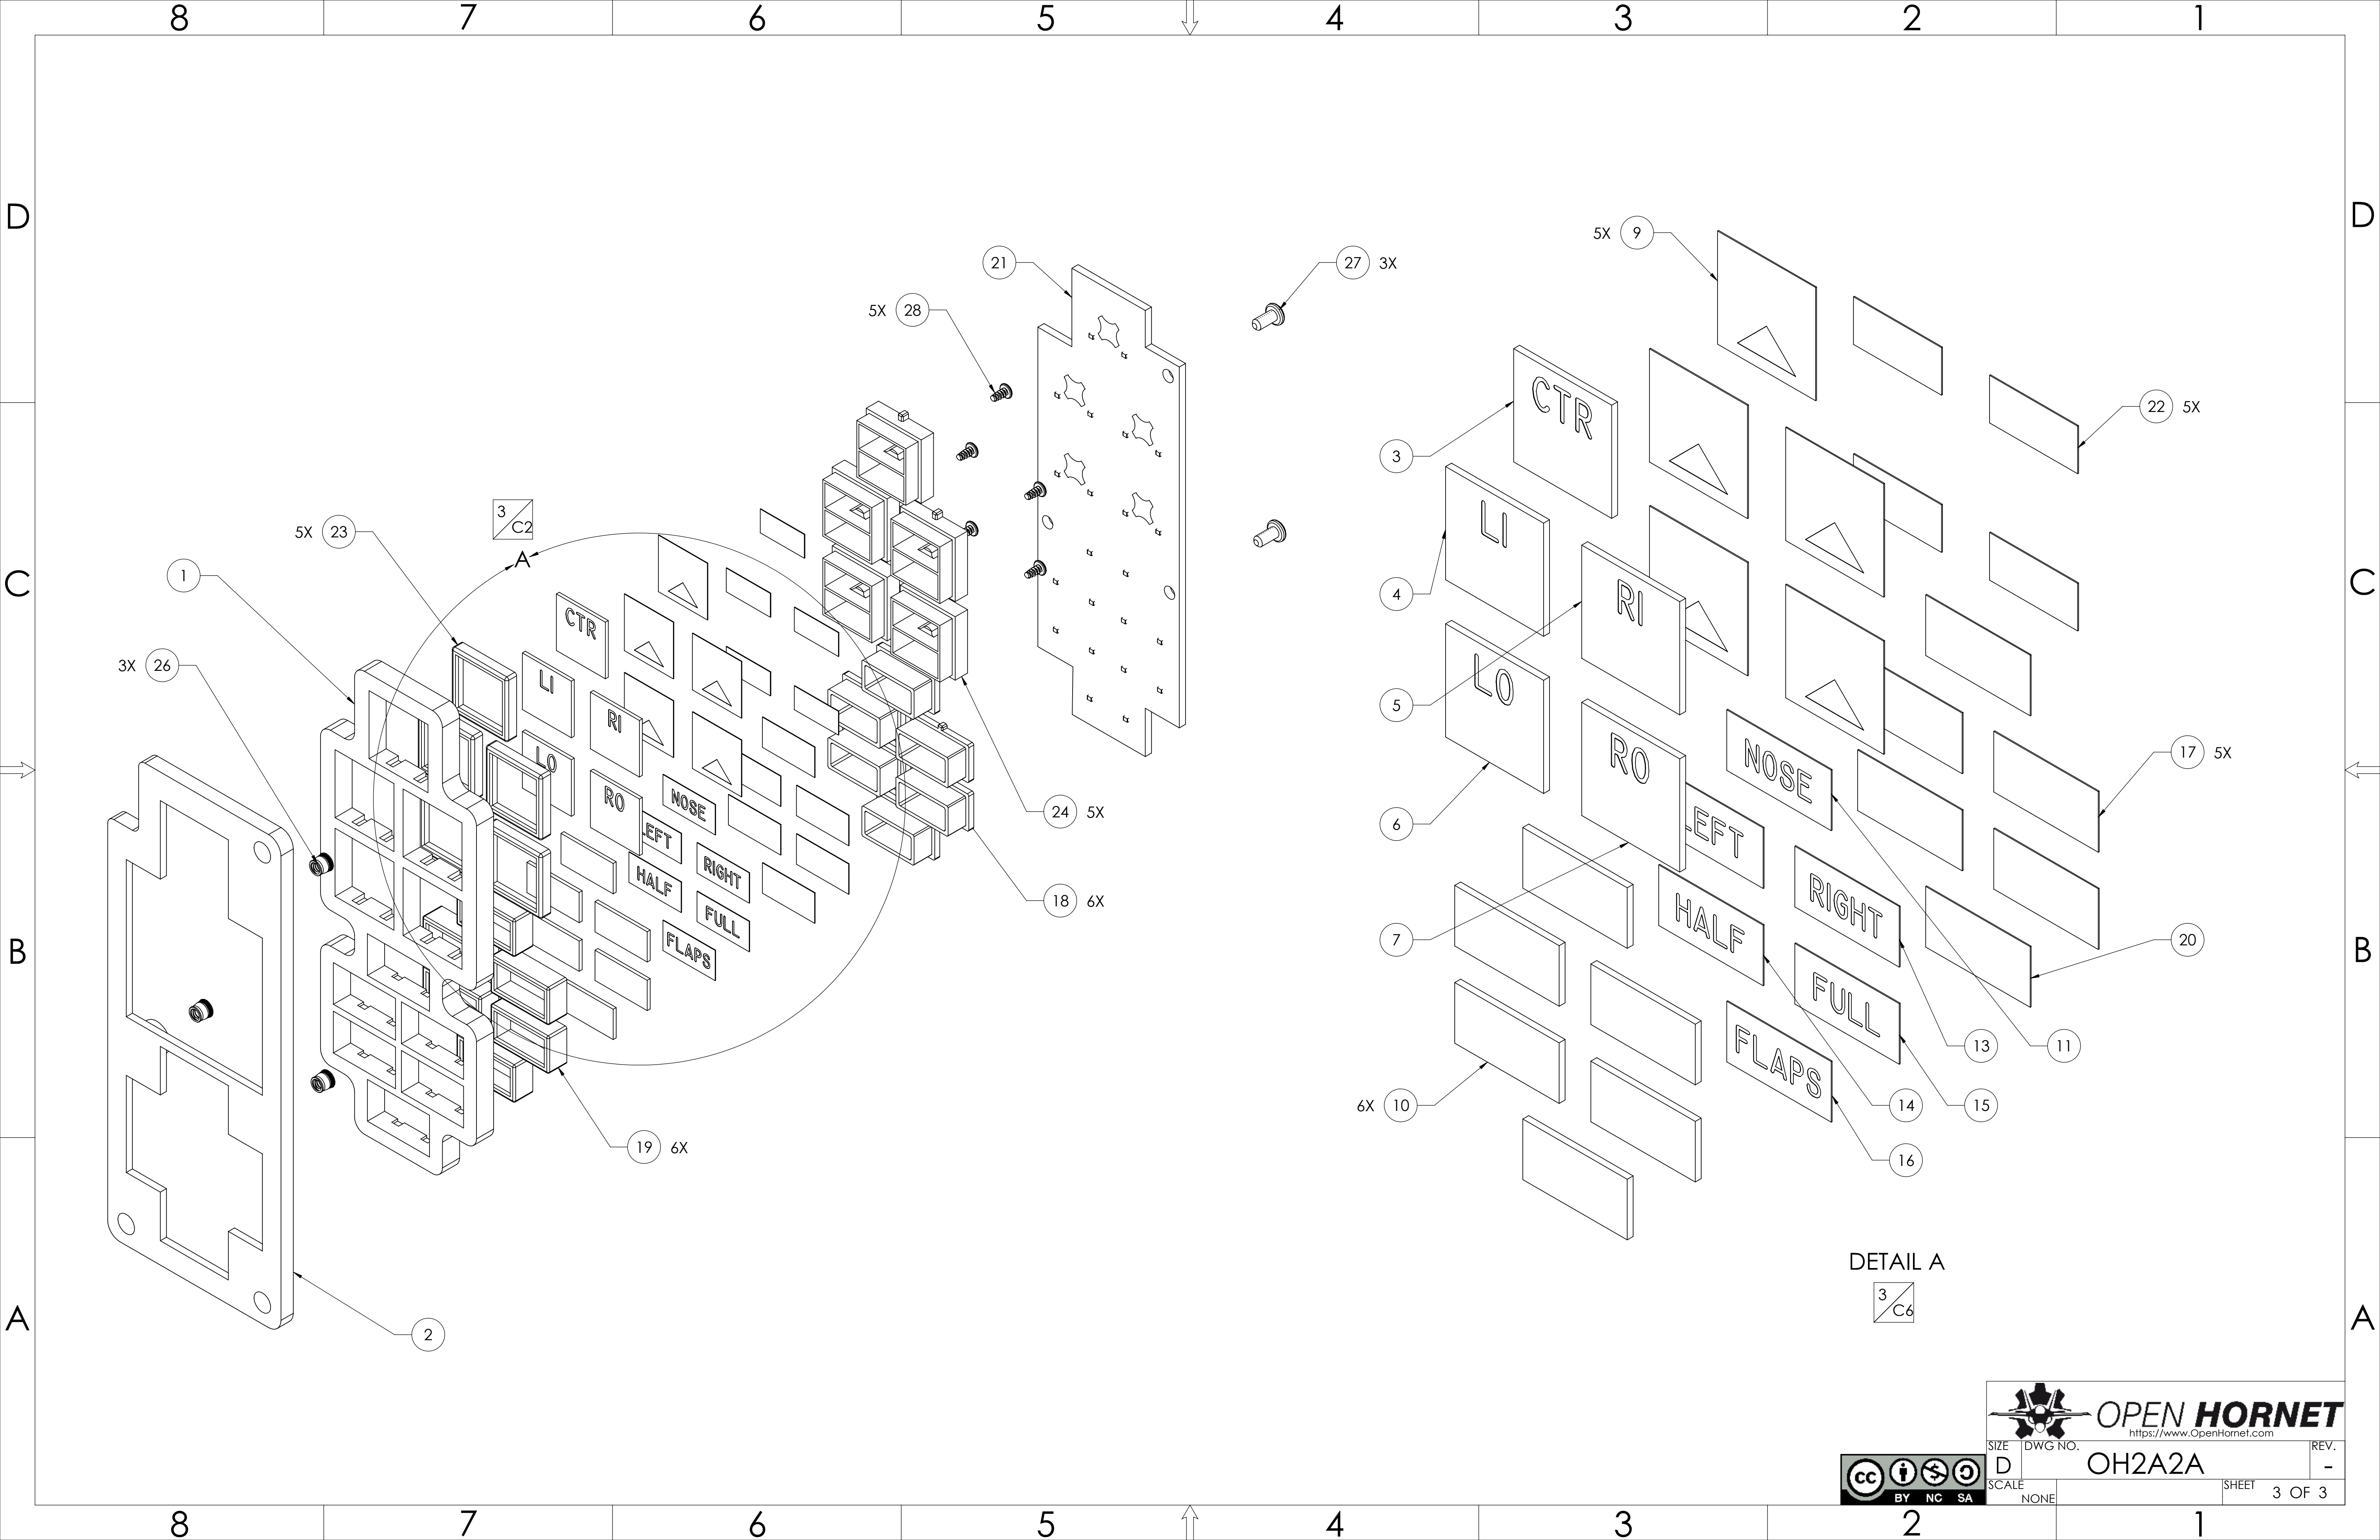 8 7 6 5 4 3 2 1
D D
C C
B B
A A
21
27 3X
5X 28
5X 9
22 5X
3
CTR
LI
4
RI
5
LO
6
RO
7
NOSE
LEFT
RIGHT
HALF
FULL
FLAPS
17 5X
20
13
11
14
15
16
6X 10
3
C2
A
5X 23
1
3X 26
CTR
LI
RI
LO
RO
NOSE
LEFT
RIGHT
HALF
FULL
FLAPS
24 5X
18 6X
19 6X
2
DETAIL A
3
C6
OPEN HORNET
https://www.OpenHornet.com
SIZE
D
DWG NO.
OH2A2A
REV.
-
SCALE
NONE
SHEET
3 OF 3
cc
BY NC SA
8 7 6 5 4 3 2 1